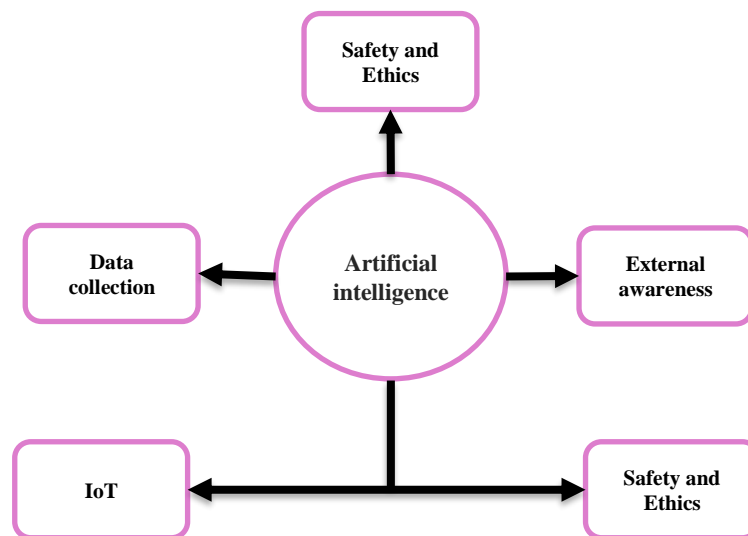 Safety and
Ethics
Data
collection
Artificial
intelligence
External
awareness
IoT
Safety and
Ethics